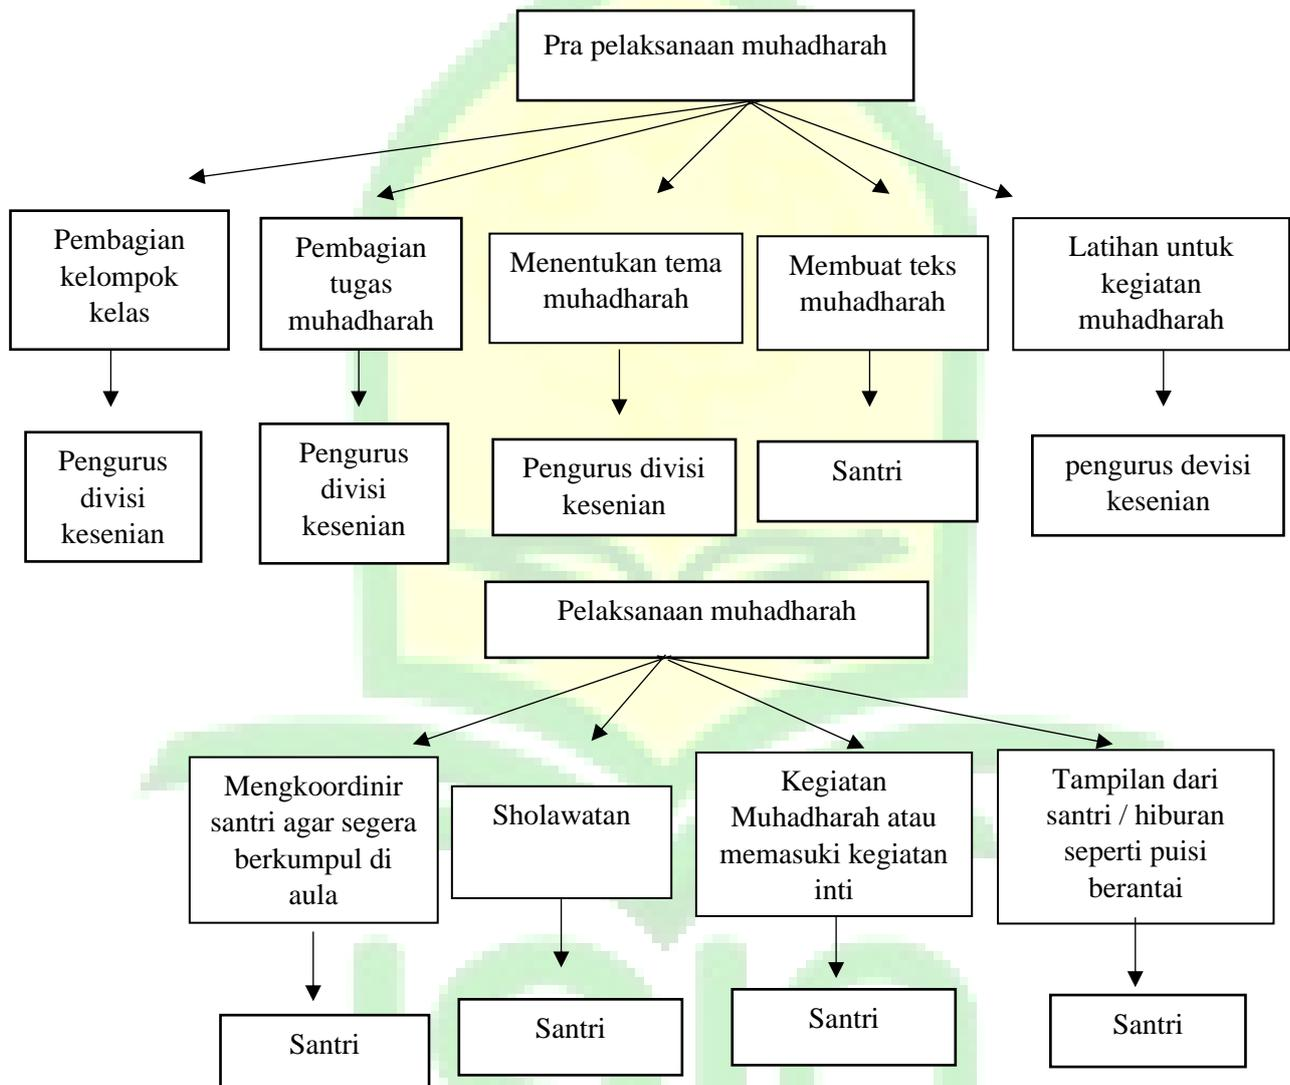 Pra pelaksanaan muhadharah
Pembagian
kelompok
kelas
Pembagian
tugas
muhadharah
Menentukan tema
muhadharah
Membuat teks
muhadharah
Latihan untuk
kegiatan
muhadharah
Pengurus
divisi
kesenian
Pengurus
divisi
kesenian
Pengurus divisi
kesenian
Santri
pengurus devisi
kesenian
Pelaksanaan muhadharah
Mengkoordinir
santri agar segera
berkumpul di
aula
Sholawatan
Kegiatan
Muhadharah atau
memasuki kegiatan
inti
Tampilan dari
santri / hiburan
seperti puisi
berantai
Santri
Santri
Santri
Santri